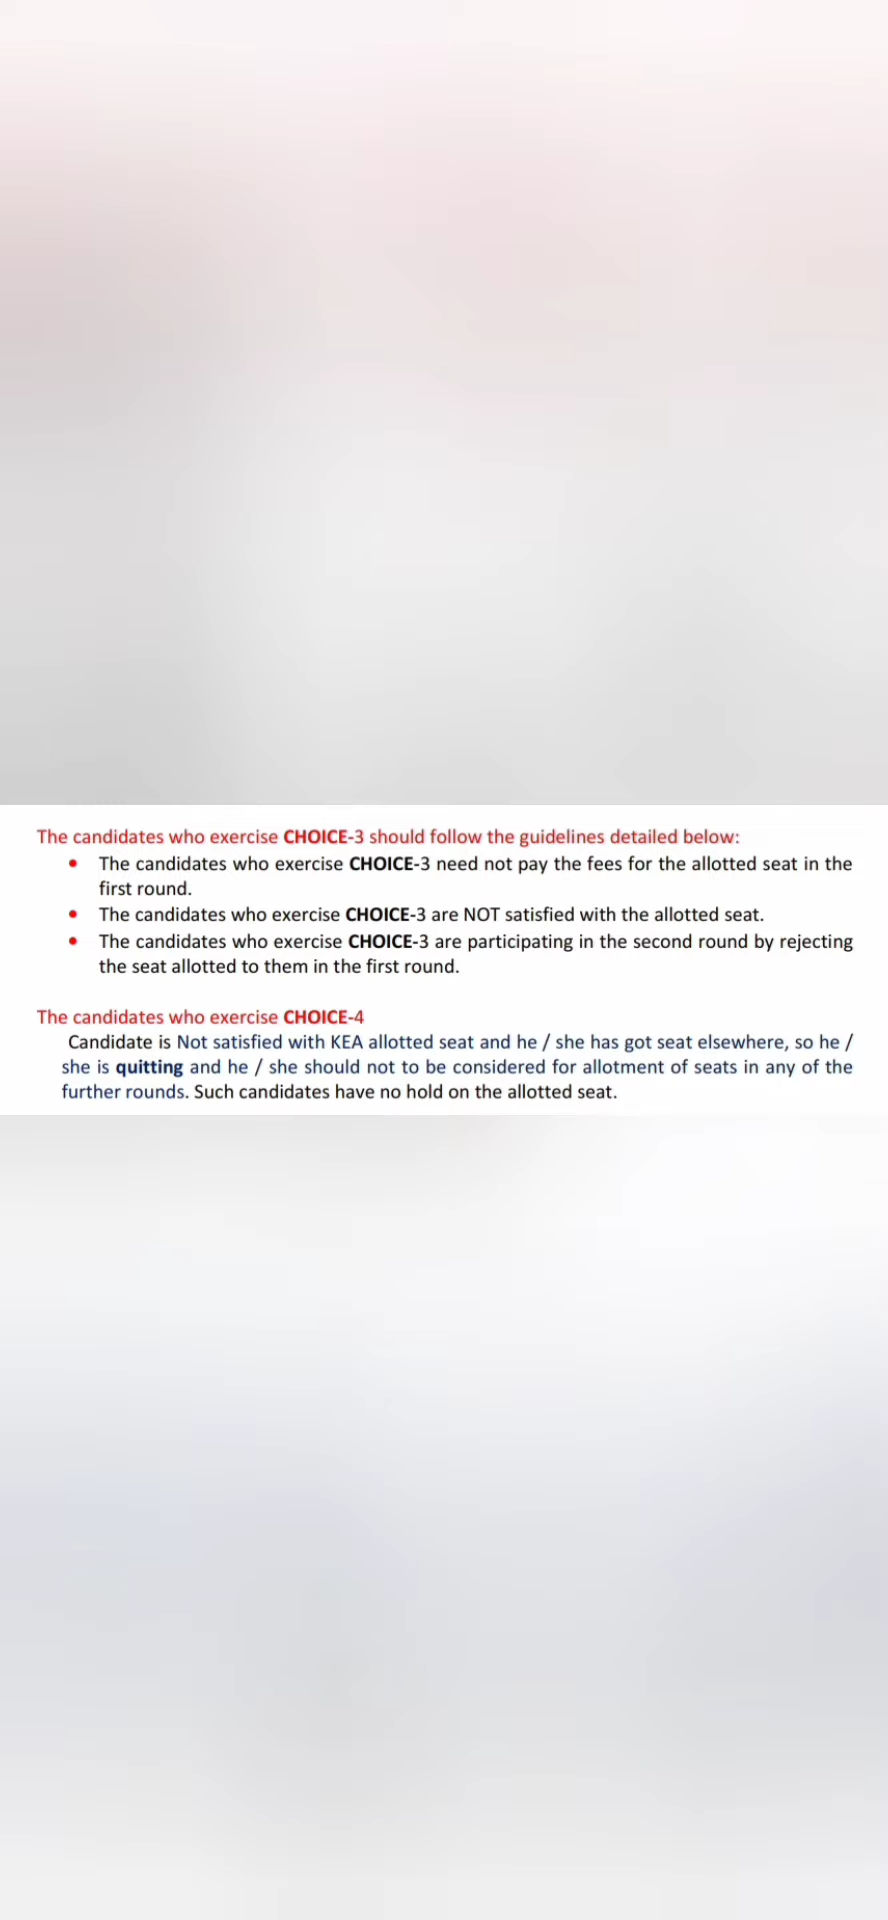 The candidates who exercise CHOICE-3 should follow the guidelines detailed below:
• The candidates who exercise CHOICE-3 need not pay the fees for the allotted seat in the
first round.
• The candidates who exercise CHOICE-3 are NOT satisfied with the allotted seat.
• The candidates who exercise CHOICE-3 are participating in the second round by rejecting
the seat allotted to them in the first round.
The candidates who exercise CHOICE-4
Candidate is Not satisfied with KEA allotted seat and he / she has got seat elsewhere, so he /
she is quitting and he / she should not to be considered for allotment of seats in any of the
further rounds. Such candidates have no hold on the allotted seat.